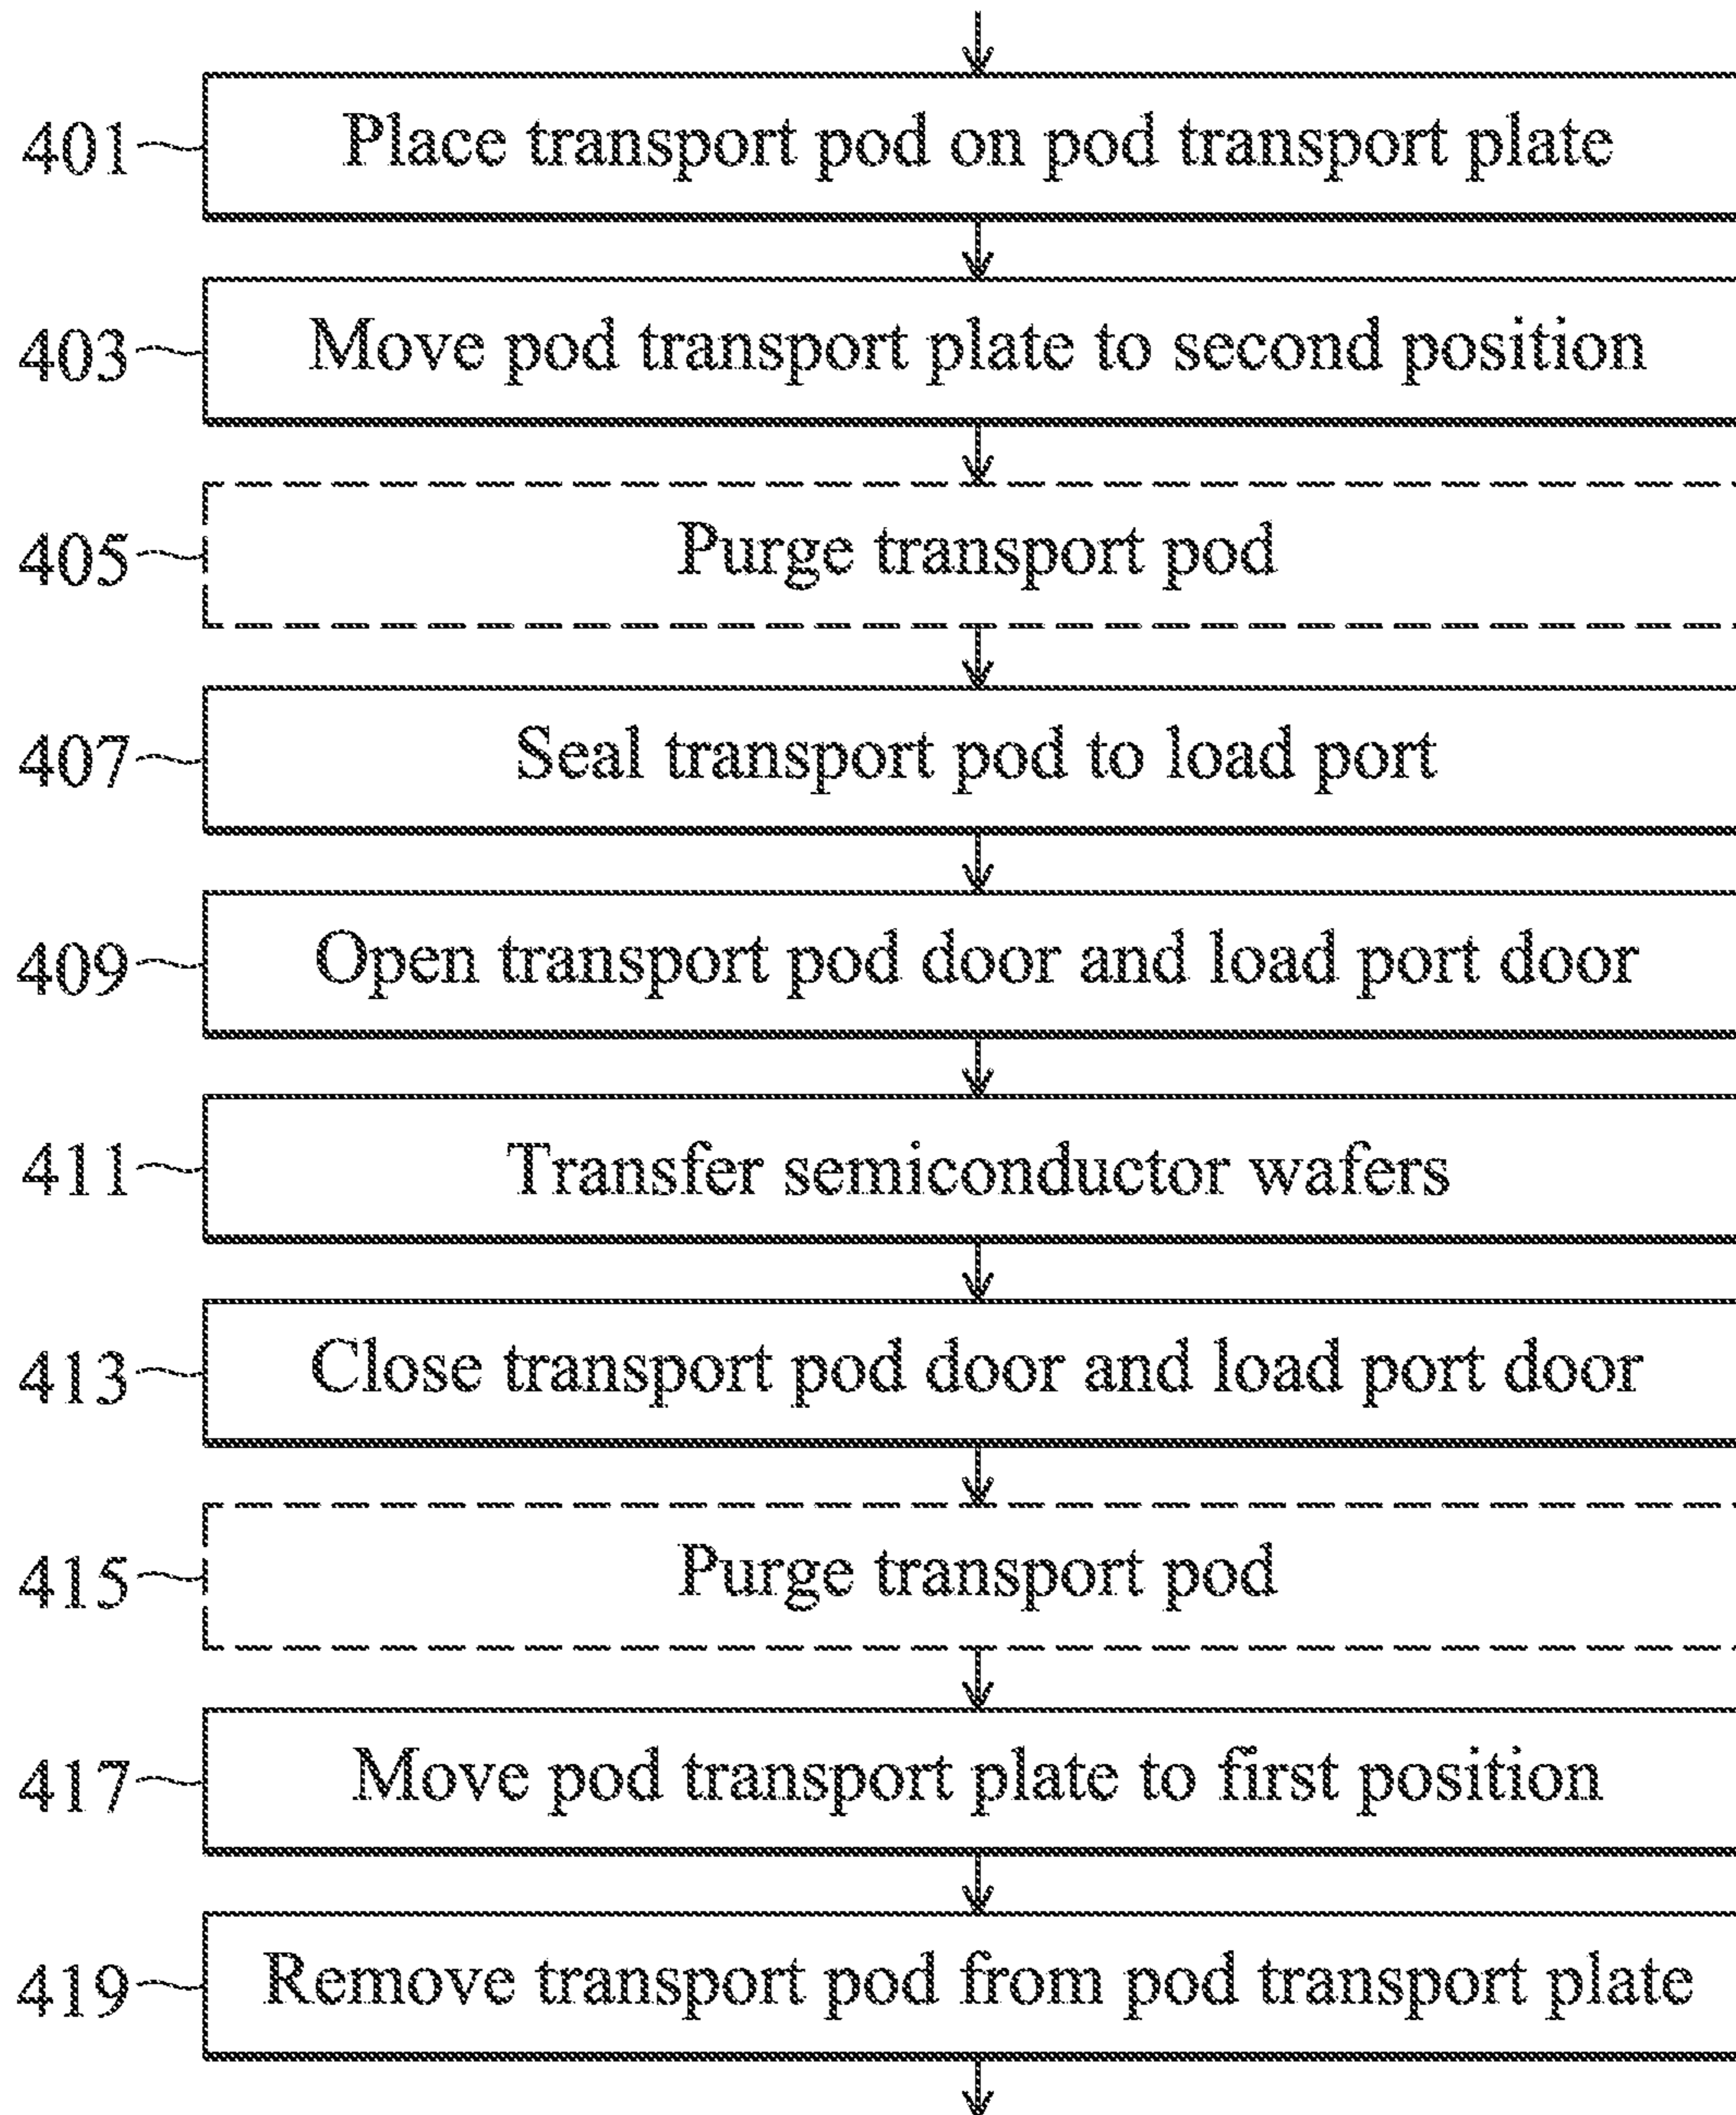 401 Place transport pod on pod transport plate
403 Move pod transport plate to second position
405 Purge transport pod
407 Seal transport pod to load port
409 Open transport pod door and load port door
411 Transfer semiconductor wafers
413 Close transport pod door and load port door
415 Purge transport pod
417 Move pod transport plate to first position
419 Remove transport pod from pod transport plate